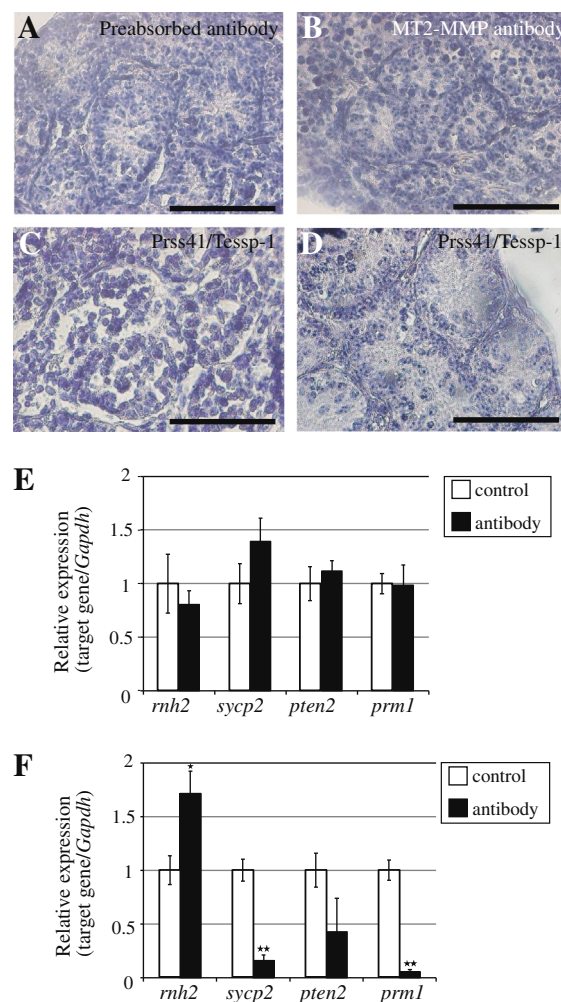 A Preabsorbed antibody
B MT2-MMP antibody
C Prss41/Tessp-1
D Prss41/Tessp-1
E
2
1.5
1
0.5
0
Relative expression
(target gene/Gapdh)
control
antibody
rnh2 sycp2 pten2 prm1
F
2
1.5
1
0.5
0
Relative expression
(target gene/Gapdh)
control
antibody
★
★★
★★
rnh2 sycp2 pten2 prm1